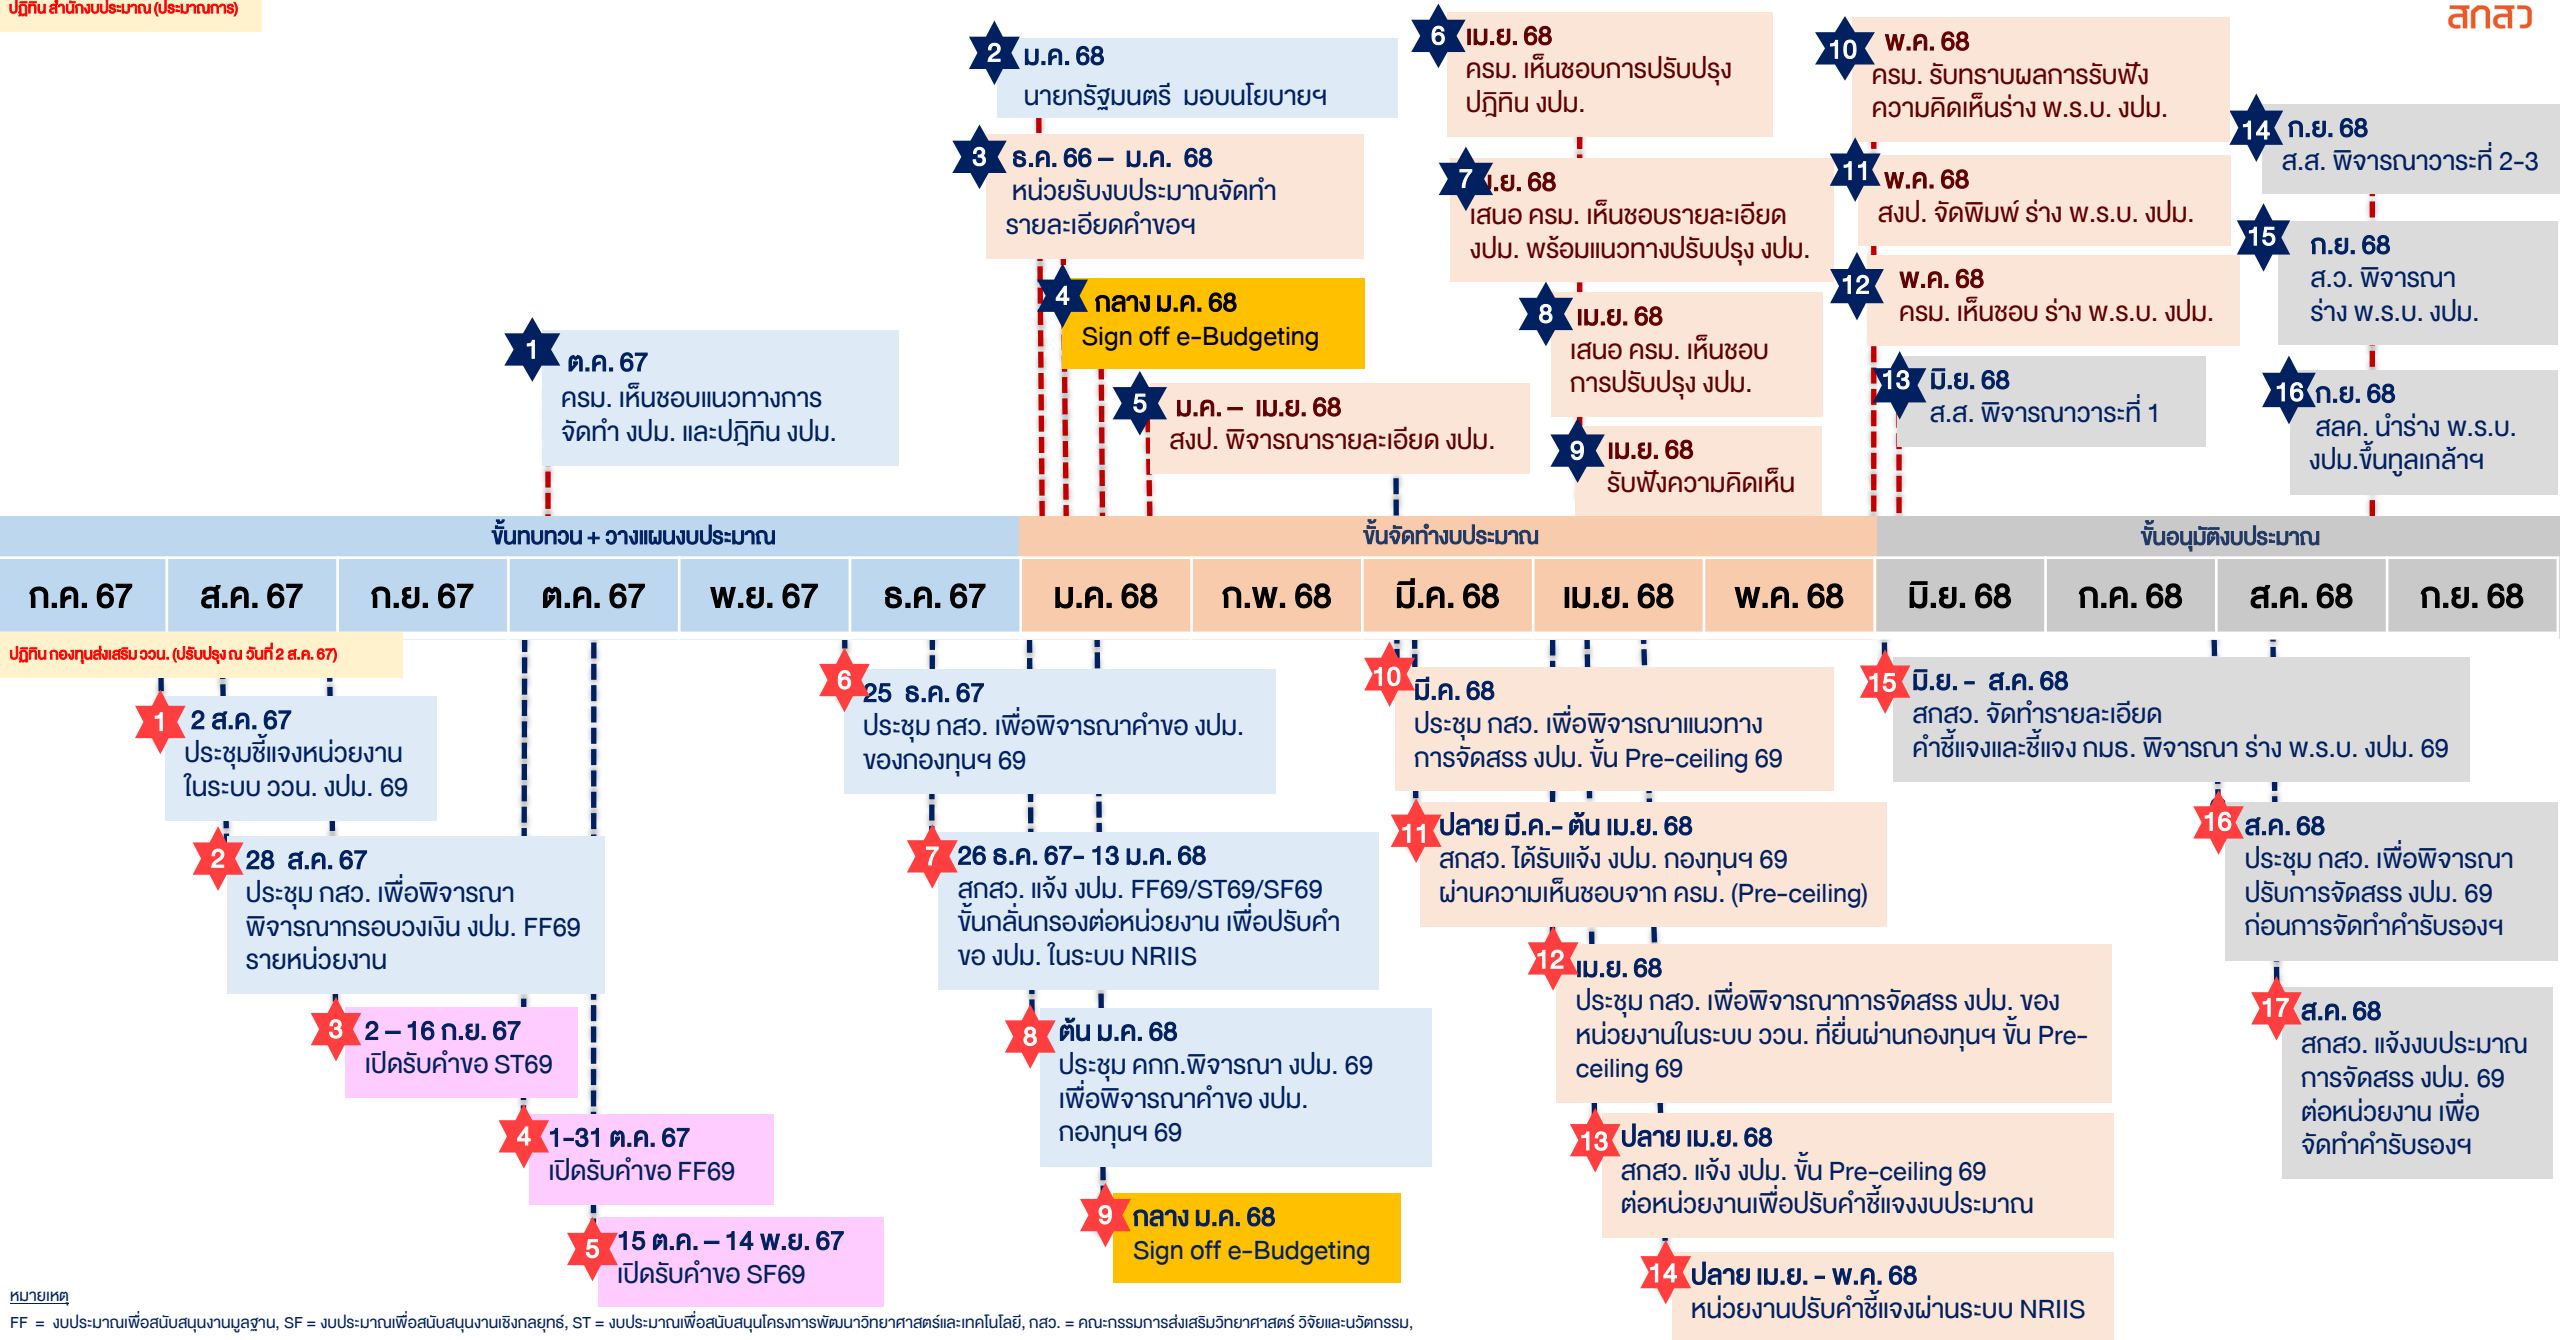 ปฏิทิน สำนักงบประมาณ (ประมาณการ)
สกสว
1
ต.ค. 67
ครม. เห็นชอบแนวทางการ
จัดทำ งปม. และปฎิทิน งปม.
2
ม.ค. 68
นายกรัฐมนตรี มอบนโยบายฯ
3
ธ.ค. 66 – ม.ค. 68
หน่วยรับงบประมาณจัดทำ
รายละเอียดคำขอฯ
4
กลาง ม.ค. 68
Sign off e-Budgeting
5
ม.ค. – เม.ย. 68
สงป. พิจารณารายละเอียด งปม.
6
เม.ย. 68
ครม. เห็นชอบการปรับปรุง
ปฎิทิน งปม.
7
.ย. 68
เสนอ ครม. เห็นชอบรายละเอียด
งปม. พร้อมแนวทางปรับปรุง งปม.
8
เม.ย. 68
เสนอ ครม. เห็นชอบ
การปรับปรุง งปม.
9
เม.ย. 68
รับฟังความคิดเห็น
10
พ.ค. 68
ครม. รับทราบผลการรับฟัง
ความคิดเห็นร่าง พ.ร.บ. งปม.
11
พ.ค. 68
สงป. จัดพิมพ์ ร่าง พ.ร.บ. งปม.
12
พ.ค. 68
ครม. เห็นชอบ ร่าง พ.ร.บ. งปม.
13
มิ.ย. 68
ส.ส. พิจารณาวาระที่ 1
14
ก.ย. 68
ส.ส. พิจารณาวาระที่ 2-3
15
ก.ย. 68
ส.ว. พิจารณา
ร่าง พ.ร.บ. งปม.
16
ก.ย. 68
สลค. นำร่าง พ.ร.บ.
งปม.ขึ้นทูลเกล้าฯ
ขั้นทบทวน + วางแผนงบประมาณ
ขั้นจัดทำงบประมาณ
ขั้นอนุมัติงบประมาณ
ก.ค. 67 ส.ค. 67 ก.ย. 67 ต.ค. 67 พ.ย. 67 ธ.ค. 67 ม.ค. 68 ก.พ. 68 มี.ค. 68 เม.ย. 68 พ.ค. 68 มิ.ย. 68 ก.ค. 68 ส.ค. 68 ก.ย. 68
ปฏิทิน กองทุนส่งเสริม ววน. (ปรับปรุง ณ วันที่ 2 ส.ค. 67)
1
2 ส.ค. 67
ประชุมชี้แจงหน่วยงาน
ในระบบ ววน. งปม. 69
2
28 ส.ค. 67
ประชุม กสว. เพื่อพิจารณา
พิจารณากรอบวงเงิน งปม. FF69
รายหน่วยงาน
3
2 – 16 ก.ย. 67
เปิดรับคำขอ ST69
4
1-31 ต.ค. 67
เปิดรับคำขอ FF69
5
15 ต.ค. – 14 พ.ย. 67
เปิดรับคำขอ SF69
6
25 ธ.ค. 67
ประชุม กสว. เพื่อพิจารณาคำขอ งปม.
ของกองทุนฯ 69
7
26 ธ.ค. 67- 13 ม.ค. 68
สกสว. แจ้ง งปม. FF69/ST69/SF69
ขั้นกลั่นกรองต่อหน่วยงาน เพื่อปรับคำ
ขอ งปม. ในระบบ NRIIS
8
ต้น ม.ค. 68
ประชุม คกก.พิจารณา งปม. 69
เพื่อพิจารณาคำขอ งปม.
กองทุนฯ 69
9
กลาง ม.ค. 68
Sign off e-Budgeting
10
มี.ค. 68
ประชุม กสว. เพื่อพิจารณาแนวทาง
การจัดสรร งปม. ขั้น Pre-ceiling 69
11
ปลาย มี.ค.- ต้น เม.ย. 68
สกสว. ได้รับแจ้ง งปม. กองทุนฯ 69
ผ่านความเห็นชอบจาก ครม. (Pre-ceiling)
12
เม.ย. 68
ประชุม กสว. เพื่อพิจารณาการจัดสรร งปม. ของ
หน่วยงานในระบบ ววน. ที่ยื่นผ่านกองทุนฯ ขั้น Pre-
ceiling 69
13
ปลาย เม.ย. 68
สกสว. แจ้ง งปม. ขั้น Pre-ceiling 69
ต่อหน่วยงานเพื่อปรับคำชี้แจงงบประมาณ
14
ปลาย เม.ย. - พ.ค. 68
หน่วยงานปรับคำชี้แจงผ่านระบบ NRIIS
15
มิ.ย. - ส.ค. 68
สกสว. จัดทำรายละเอียด
คำชี้แจงและชี้แจง กมธ. พิจารณา ร่าง พ.ร.บ. งปม. 69
16
ส.ค. 68
ประชุม กสว. เพื่อพิจารณา
ปรับการจัดสรร งปม. 69
ก่อนการจัดทำคำรับรองฯ
17
ส.ค. 68
สกสว. แจ้งงบประมาณ
การจัดสรร งปม. 69
ต่อหน่วยงาน เพื่อ
จัดทำคำรับรองฯ
หมายเหตุ
FF = งบประมาณเพื่อสนับสนุนงานมูลฐาน, SF = งบประมาณเพื่อสนับสนุนงานเชิงกลยุทธ์, ST = งบประมาณเพื่อสนับสนุนโครงการพัฒนาวิทยาศาสตร์และเทคโนโลยี, กสว. = คณะกรรมการส่งเสริมวิทยาศาสตร์ วิจัยและนวัตกรรม,